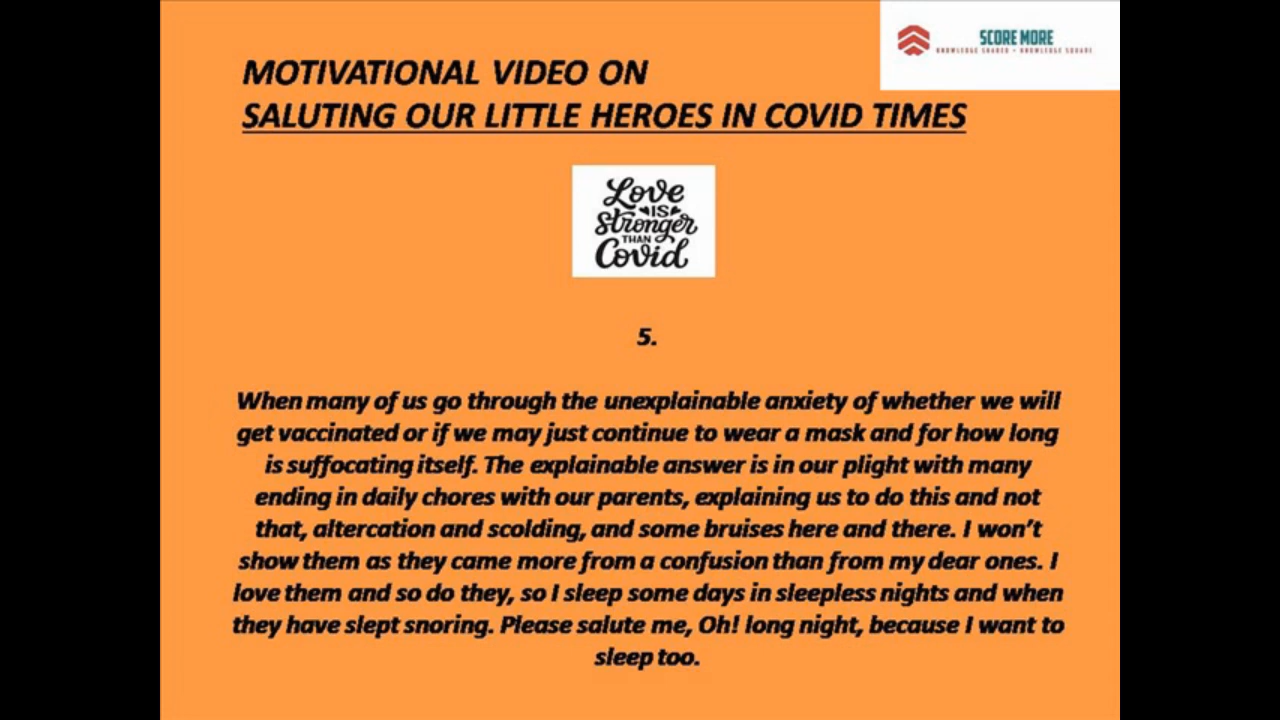 SCORE MORE
KNOWLEDGE SHARED = KNOWLEDGE SQUARE
MOTIVATIONAL VIDEO ON
SALUTING OUR LITTLE HEROES IN COVID TIMES
Love
IS
Stronger
THAN
Covid
5.
When many of us go through the unexplainable anxiety of whether we will
get vaccinated or if we may just continue to wear a mask and for how long
is suffocating itself. The explainable answer is in our plight with many
ending in daily chores with our parents, explaining us to do this and not
that, altercation and scolding, and some bruises here and there. I won’t
show them as they came more from a confusion than from my dear ones. I
love them and so do they, so I sleep some days in sleepless nights and when
they have slept snoring. Please salute me, Oh! long night, because I want to
sleep too.